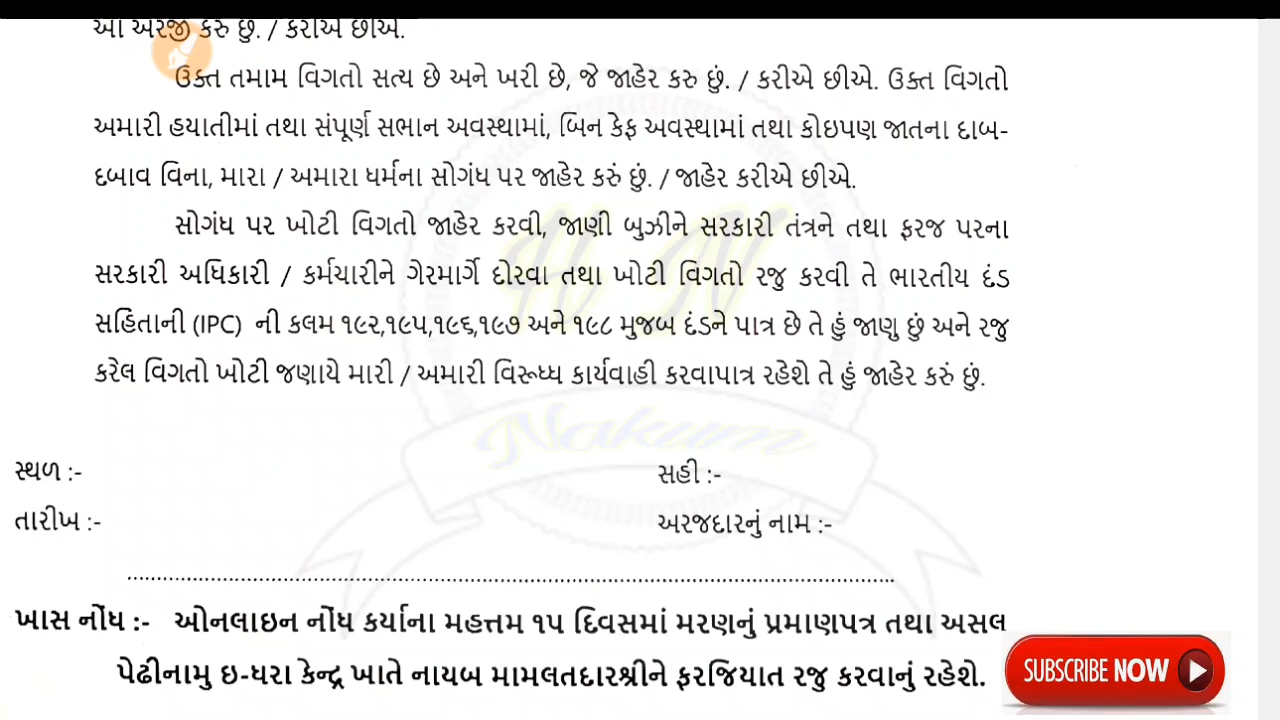 આ અરજી કરુ છુ. / કરીએ છીએ.
ઉક્ત તમામ વિગતો સત્ય છે અને ખરી છે, જે જાહેર કરુ છું. / કરીએ છીએ. ઉક્ત વિગતો
અમારી હયાતીમાં તથા સંપૂર્ણ સભાન અવસ્થામાં, બિન કેફ અવસ્થામાં તથા કોઇપણ જાતના દાબ-
દબાવ વિના, મારા / અમારા ધર્મના સોગંધ પર જાહેર કરું છું. / જાહેર કરીએ છીએ.
સોગંધ પર ખોટી વિગતો જાહેર કરવી, જાણી બુઝીને સરકારી તંત્રને તથા ફરજ પરના
સરકારી અધિકારી / કર્મચારીને ગેરમાર્ગે દોરવા તથા ખોટી વિગતો રજુ કરવી તે ભારતીય દંડ
સહિતાની (IPC) ની કલમ ૧૯૨,૧૯૫,૧૯૬,૧૯૭ અને ૧૯૮ મુજબ દંડને પાત્ર છે તે હું જાણુ છું અને રજુ
કરેલ વિગતો ખોટી જણાયે મારી / અમારી વિરૂધ્ધ કાર્યવાહી કરવાપાત્ર રહેશે તે હું જાહેર કરું છું.
H N
Nakum
સ્થળ :- સહી :-
તારીખ :- અરજદારનું નામ :-
ખાસ નોંધ :- ઓનલાઇન નોંધ કર્યાના મહત્તમ ૧૫ દિવસમાં મરણનું પ્રમાણપત્ર તથા અસલ
પેઢીનામુ ઇ-ધરા કેન્દ્ર ખાતે નાયબ મામલતદારશ્રીને ફરજિયાત રજુ કરવાનું રહેશે.
SUBSCRIBE NOW